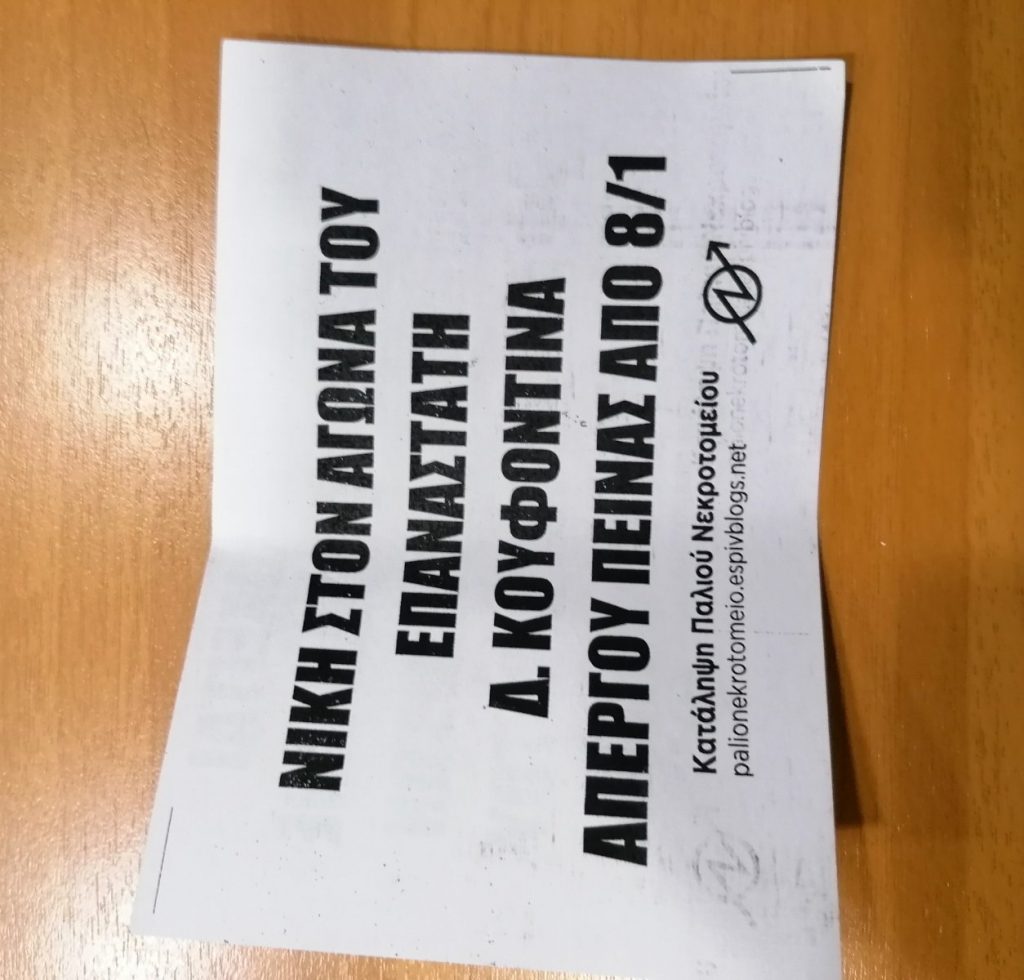 ΝΙΚΗ ΣΤΟΝ ΑΓΩΝΑ ΤΟΥ
ΕΠΑΝΑΣΤΑΤΗ
Δ. ΚΟΥΦΟΝΤΙΝΑ
ΑΠΕΡΓΟΥ ΠΕΙΝΑΣ ΑΠΟ 8/1
Κατάληψη Παλιού Νεκροτομείου
palionekrotomeio.espivblogs.net